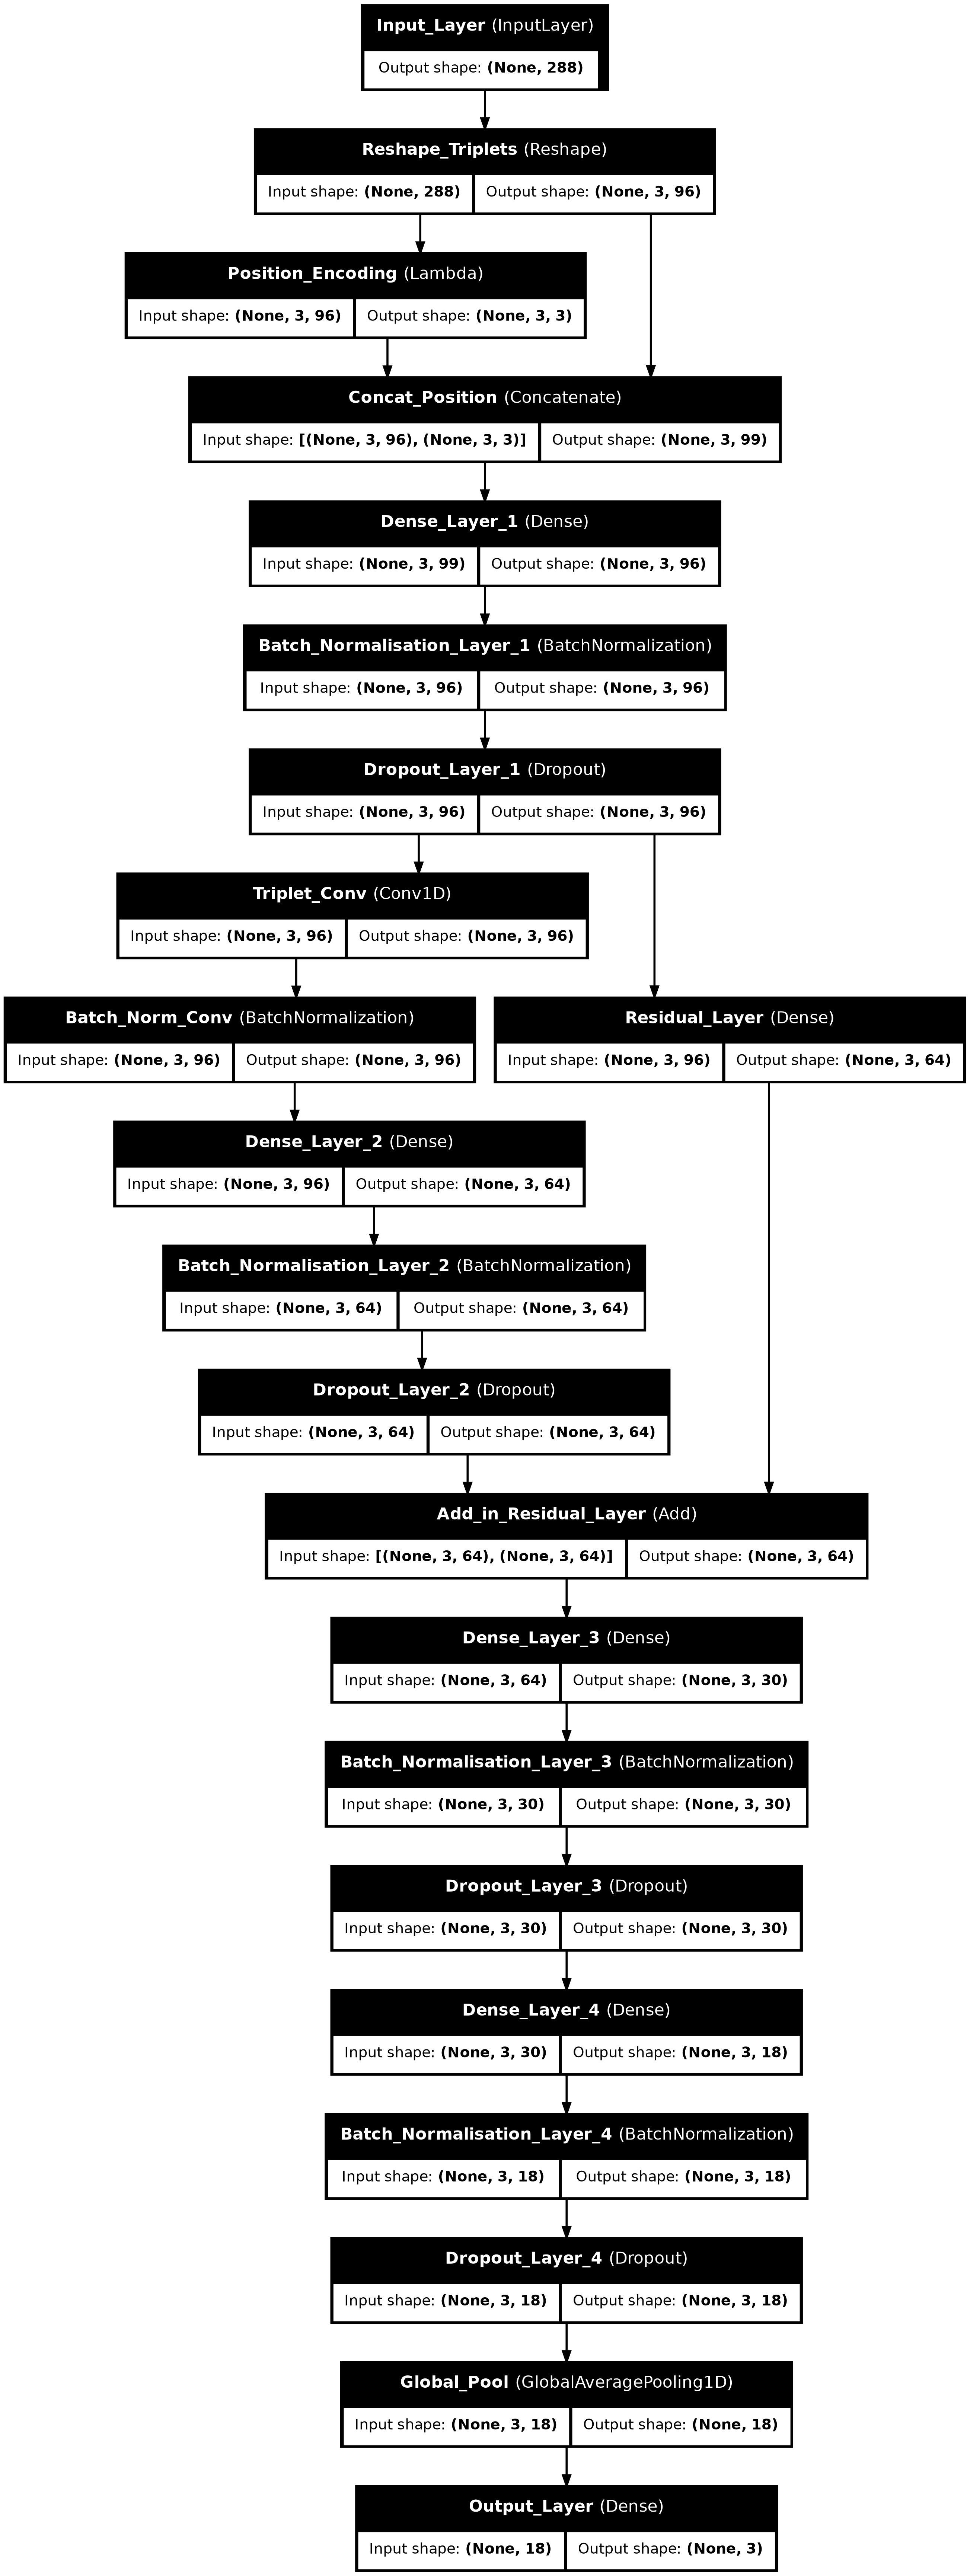 Input_Layer (InputLayer)
Output shape: (None, 288)
Reshape_Triplets (Reshape)
Input shape: (None, 288) Output shape: (None, 3, 96)
Position_Encoding (Lambda)
Input shape: (None, 3, 96) Output shape: (None, 3, 3)
Concat_Position (Concatenate)
Input shape: [(None, 3, 96), (None, 3, 3)] Output shape: (None, 3, 99)
Dense_Layer_1 (Dense)
Input shape: (None, 3, 99) Output shape: (None, 3, 96)
Batch_Normalisation_Layer_1 (BatchNormalization)
Input shape: (None, 3, 96) Output shape: (None, 3, 96)
Dropout_Layer_1 (Dropout)
Input shape: (None, 3, 96) Output shape: (None, 3, 96)
Triplet_Conv (Conv1D)
Input shape: (None, 3, 96) Output shape: (None, 3, 96)
Batch_Norm_Conv (BatchNormalization)
Input shape: (None, 3, 96) Output shape: (None, 3, 96)
Residual_Layer (Dense)
Input shape: (None, 3, 96) Output shape: (None, 3, 64)
Dense_Layer_2 (Dense)
Input shape: (None, 3, 96) Output shape: (None, 3, 64)
Batch_Normalisation_Layer_2 (BatchNormalization)
Input shape: (None, 3, 64) Output shape: (None, 3, 64)
Dropout_Layer_2 (Dropout)
Input shape: (None, 3, 64) Output shape: (None, 3, 64)
Add_in_Residual_Layer (Add)
Input shape: [(None, 3, 64), (None, 3, 64)] Output shape: (None, 3, 64)
Dense_Layer_3 (Dense)
Input shape: (None, 3, 64) Output shape: (None, 3, 30)
Batch_Normalisation_Layer_3 (BatchNormalization)
Input shape: (None, 3, 30) Output shape: (None, 3, 30)
Dropout_Layer_3 (Dropout)
Input shape: (None, 3, 30) Output shape: (None, 3, 30)
Dense_Layer_4 (Dense)
Input shape: (None, 3, 30) Output shape: (None, 3, 18)
Batch_Normalisation_Layer_4 (BatchNormalization)
Input shape: (None, 3, 18) Output shape: (None, 3, 18)
Dropout_Layer_4 (Dropout)
Input shape: (None, 3, 18) Output shape: (None, 3, 18)
Global_Pool (GlobalAveragePooling1D)
Input shape: (None, 3, 18) Output shape: (None, 18)
Output_Layer (Dense)
Input shape: (None, 18) Output shape: (None, 3)